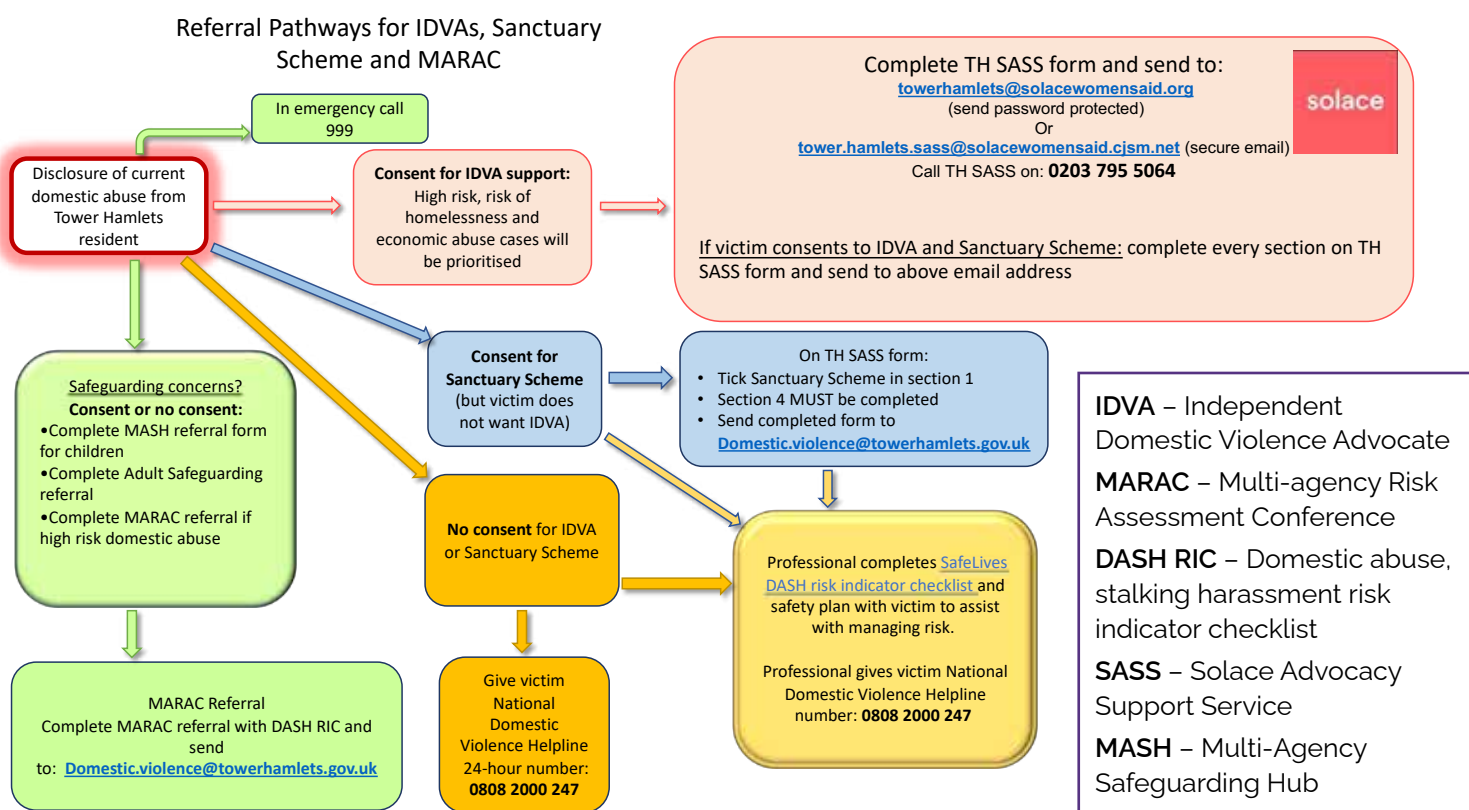 Referral Pathways for IDVAs, Sanctuary
Scheme and MARAC
In emergency call
999
Disclosure of current
domestic abuse from
Tower Hamlets
resident
Consent for IDVA support:
High risk, risk of
homelessness and
economic abuse cases will
be prioritised
Complete TH SASS form and send to:
towerhamlets@solacewomensaid.org
(send password protected)
Or
tower.hamlets.sass@solacewomensaid.cjsm.net (secure email)
Call TH SASS on: 0203 795 5064
solace
If victim consents to IDVA and Sanctuary Scheme: complete every section on TH
SASS form and send to above email address
Consent for
Sanctuary Scheme
(but victim does
not want IDVA)
On TH SASS form:
• Tick Sanctuary Scheme in section 1
• Section 4 MUST be completed
• Send completed form to
Domestic.violence@towerhamlets.gov.uk
Safeguarding concerns?
Consent or no consent:
•Complete MASH referral form
for children
•Complete Adult Safeguarding
referral
•Complete MARAC referral if
high risk domestic abuse
No consent for IDVA
or Sanctuary Scheme
Professional completes SafeLives
DASH risk indicator checklist and
safety plan with victim to assist
with managing risk.
Professional gives victim National
Domestic Violence Helpline
number: 0808 2000 247
MARAC Referral
Complete MARAC referral with DASH RIC and
send
to: Domestic.violence@towerhamlets.gov.uk
Give victim
National
Domestic
Violence Helpline
24-hour number:
0808 2000 247
IDVA – Independent
Domestic Violence Advocate
MARAC – Multi-agency Risk
Assessment Conference
DASH RIC – Domestic abuse,
stalking harassment risk
indicator checklist
SASS – Solace Advocacy
Support Service
MASH – Multi-Agency
Safeguarding Hub